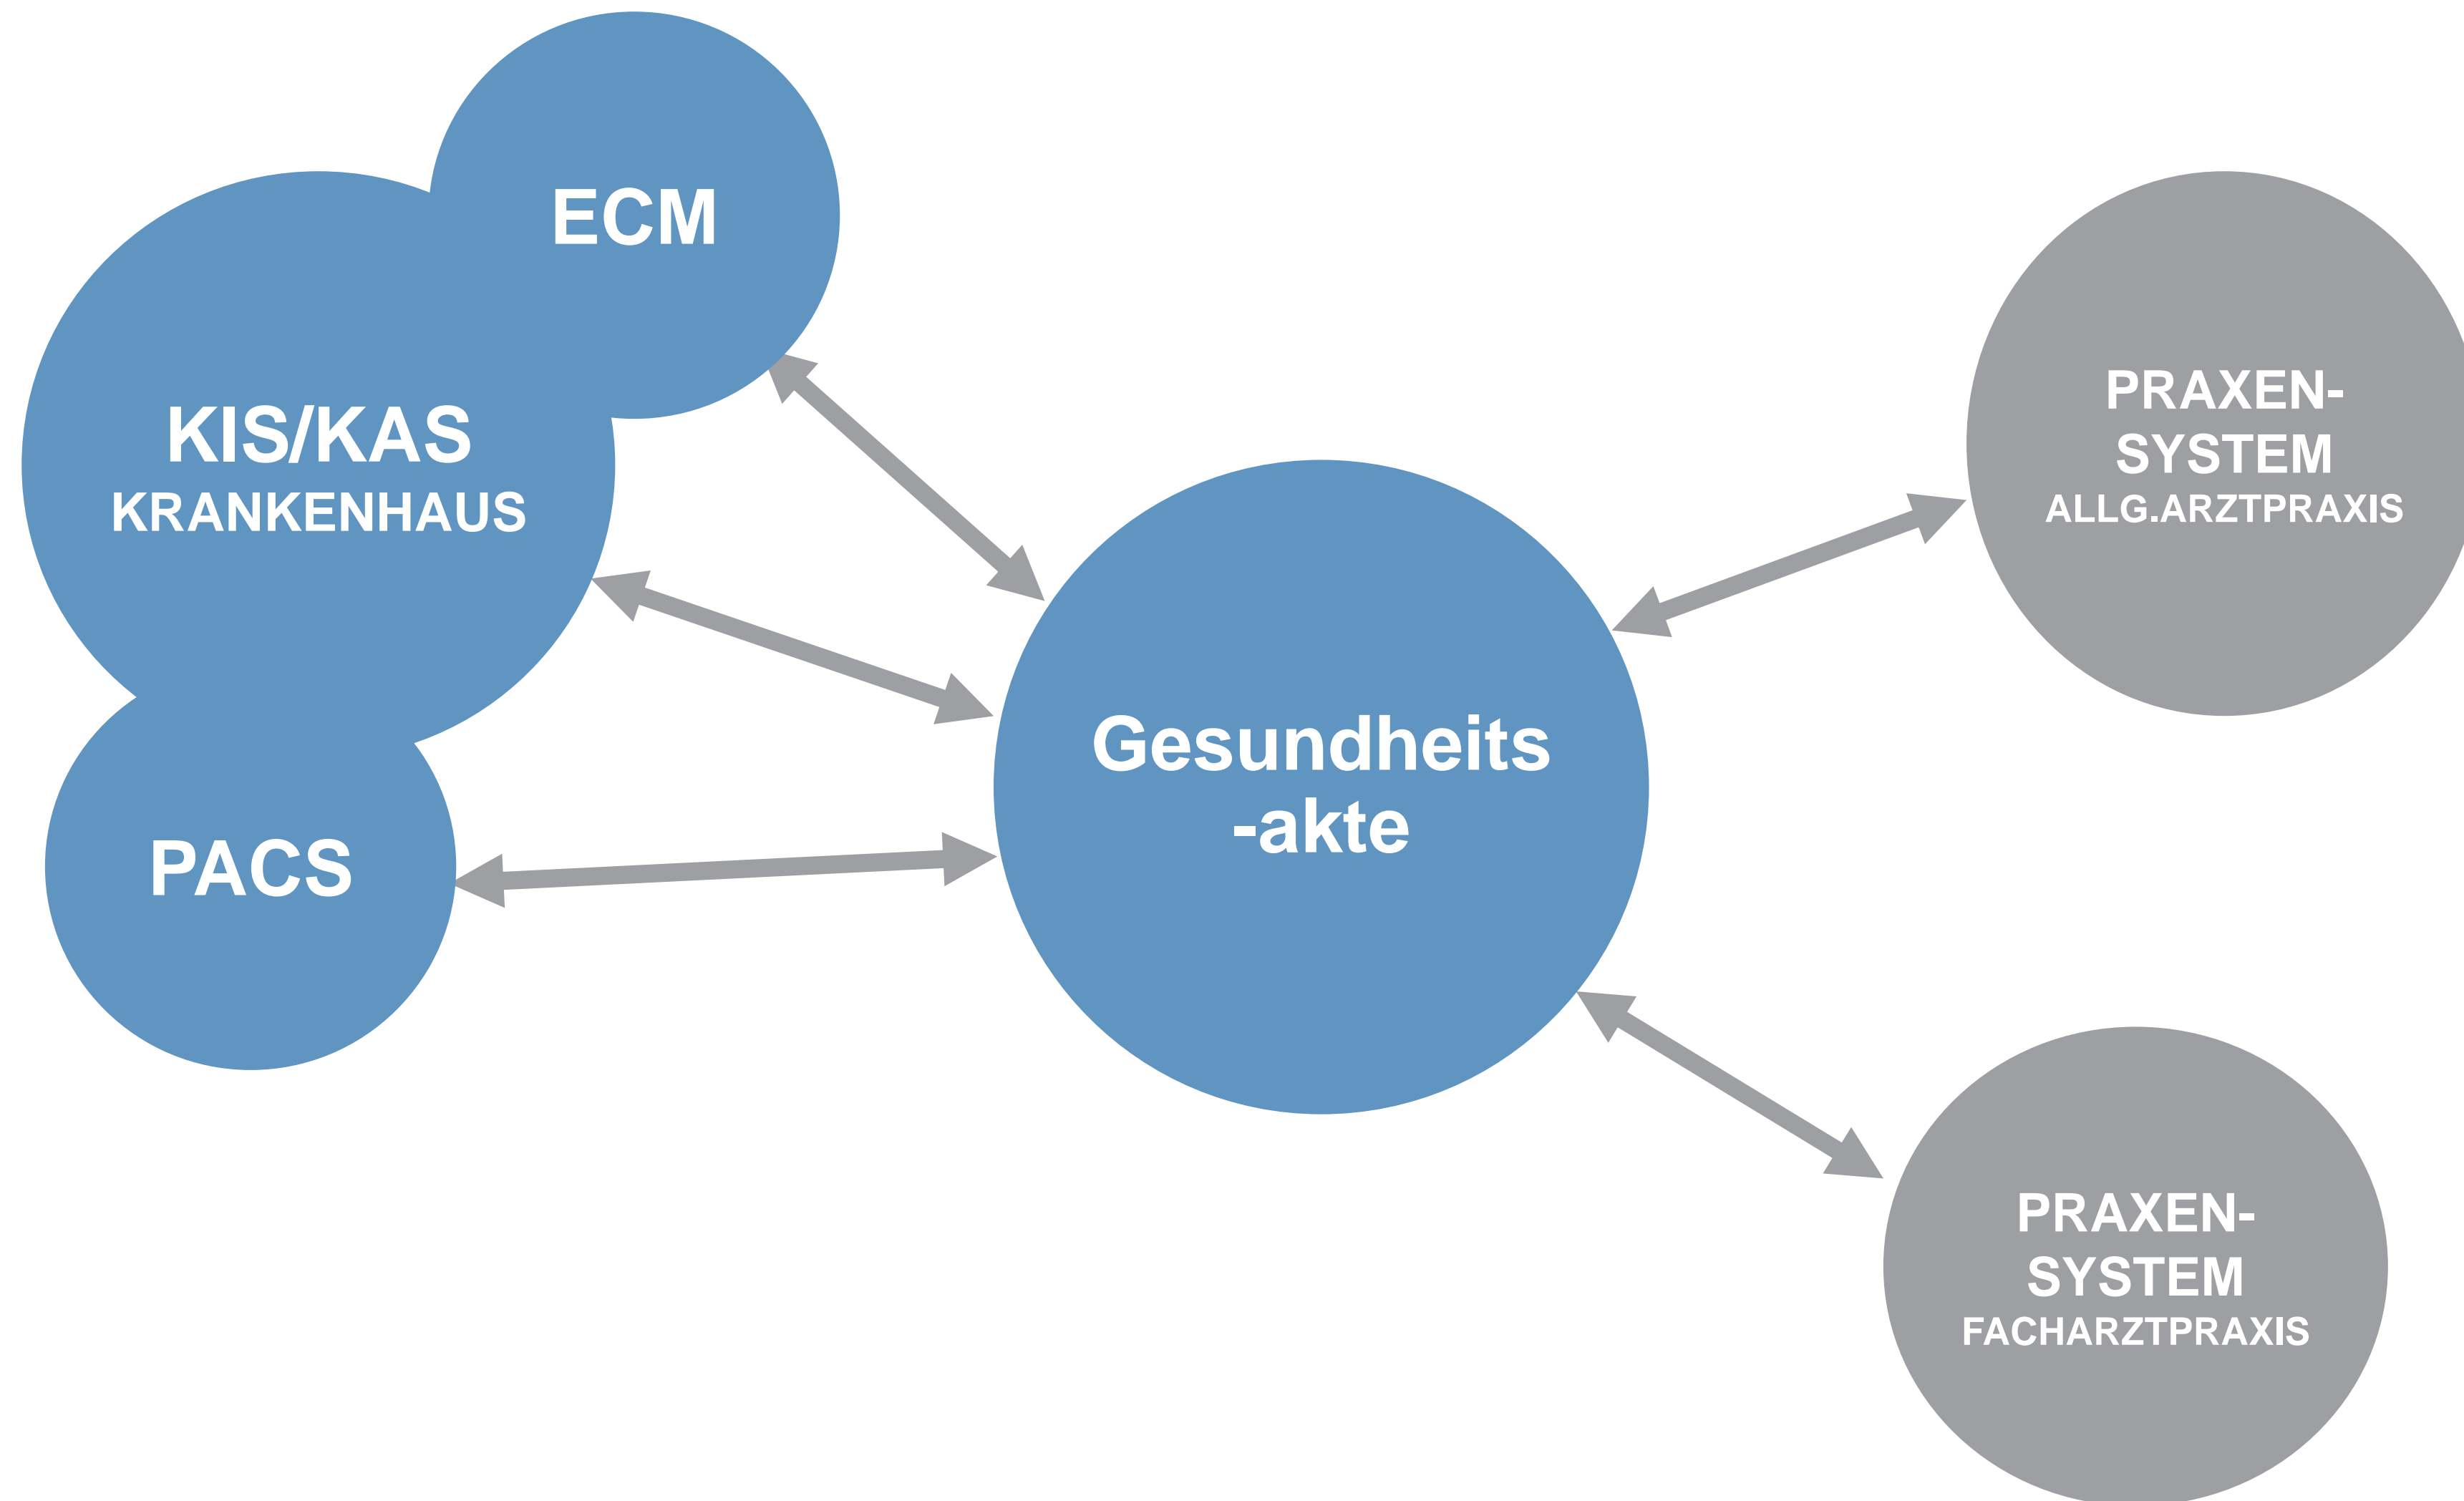 ECM
KIS/KAS
KRANKENHAUS
PACS
Gesundheits
-akte
PRAXEN-
SYSTEM
ALLG.ARZTPRAXIS
PRAXEN-
SYSTEM
FACHARZTPRAXIS